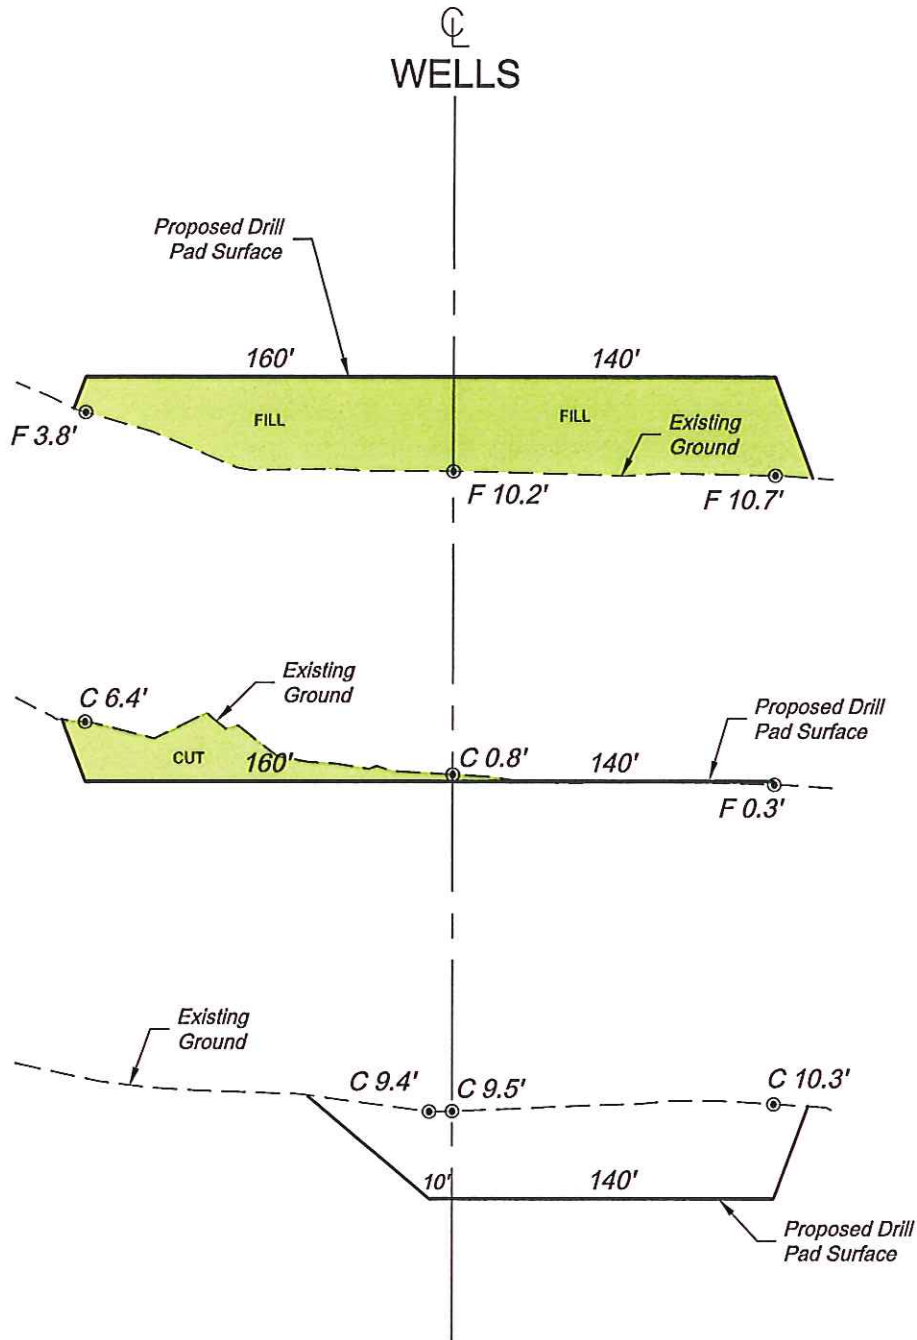 CL
WELLS
Proposed Drill
Pad Surface
160'
140'
FILL
FILL
Existing
Ground
F 3.8'
F 10.2'
F 10.7'
Existing
Ground
C 6.4'
Proposed Drill
Pad Surface
CUT
160'
C 0.8'
140'
F 0.3'
Existing
Ground
C 9.4'
C 9.5'
C 10.3'
10'
140'
Proposed Drill
Pad Surface